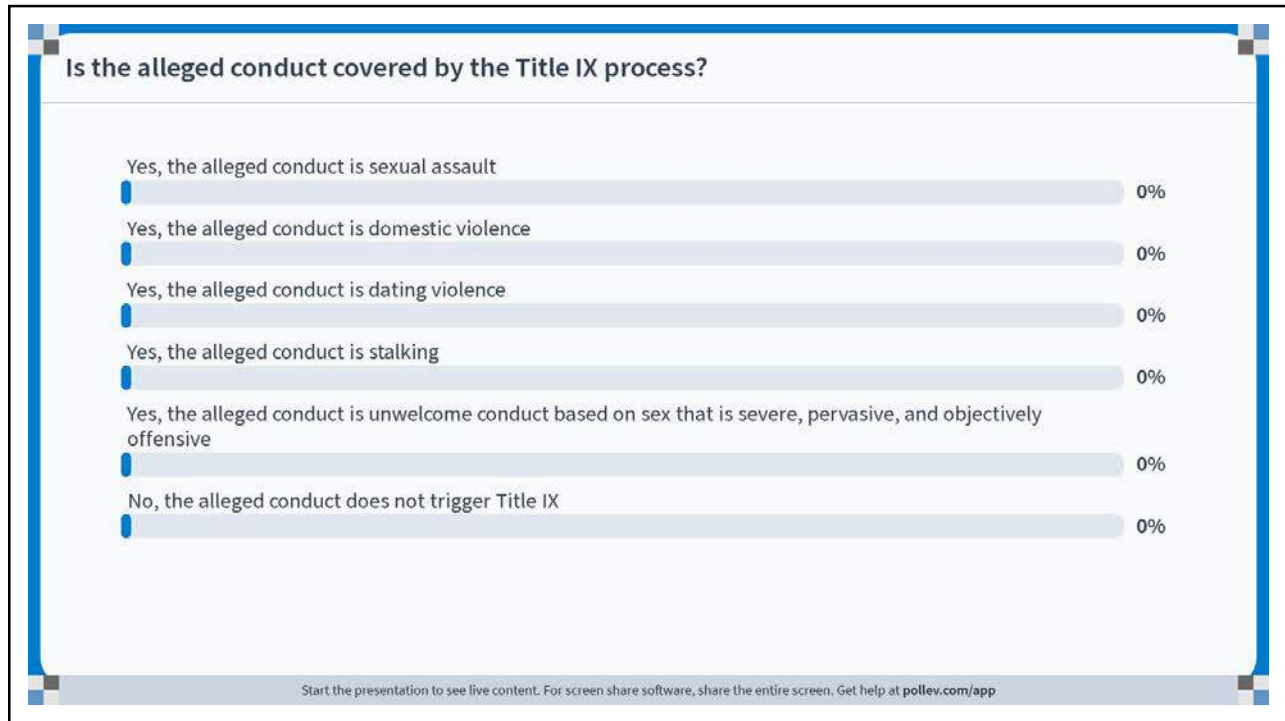 Is the alleged conduct covered by the Title IX process?
Yes, the alleged conduct is sexual assault
0%
Yes, the alleged conduct is domestic violence
0%
Yes, the alleged conduct is dating violence
0%
Yes, the alleged conduct is stalking
0%
Yes, the alleged conduct is unwelcome conduct based on sex that is severe, pervasive, and objectively
offensive
0%
No, the alleged conduct does not trigger Title IX
0%
Start the presentation to see live content. For screen share software, share the entire screen. Get help at pollev.com/app